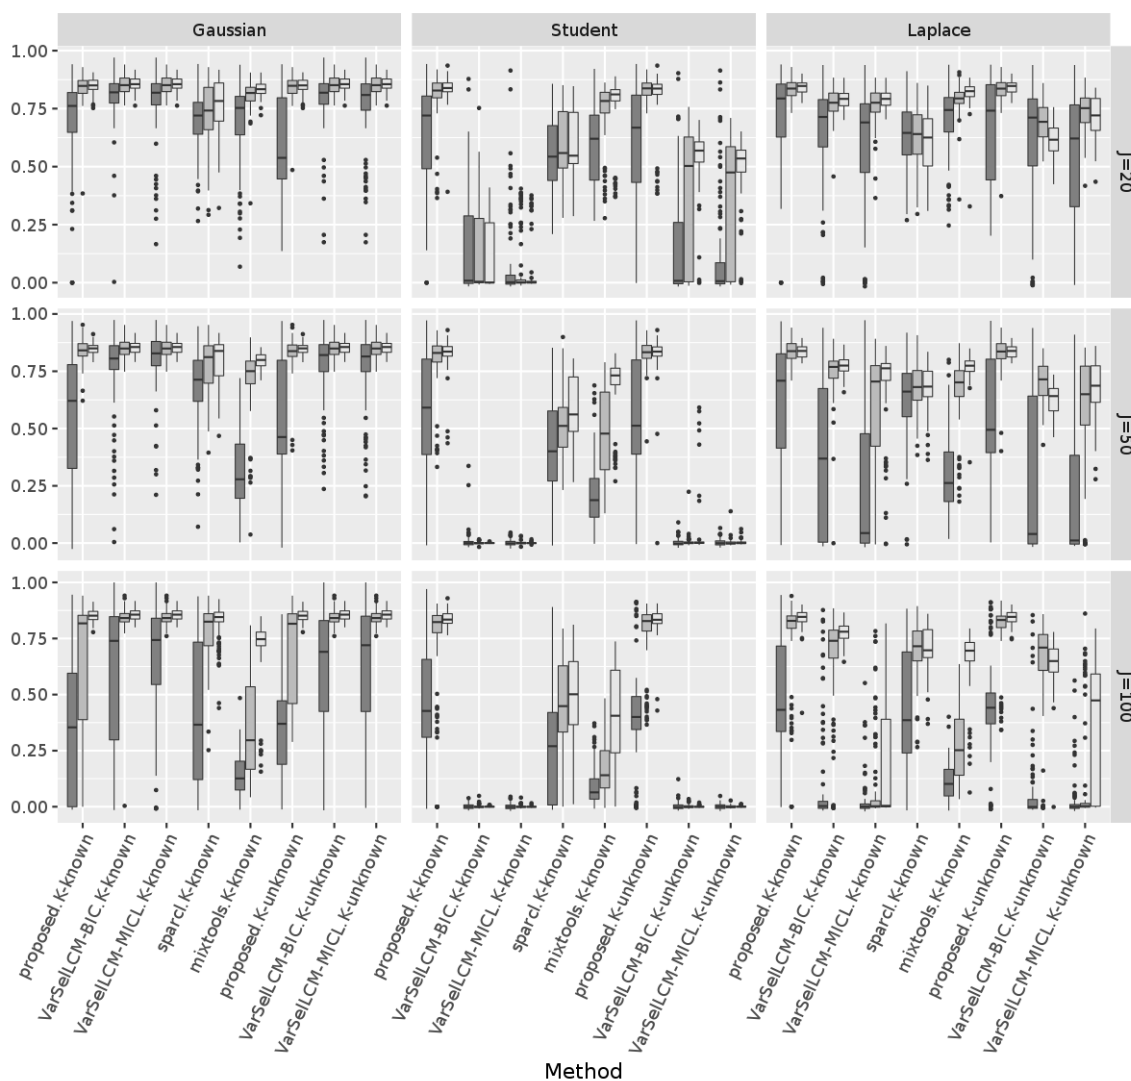 Gaussian Student Laplace
1.00
0.75
0.50
0.25
0.00
J=20
1.00
0.75
0.50
0.25
0.00
J=50
1.00
0.75
0.50
0.25
0.00
J=100
proposed.K-known
VarSelLCM-BIC.K-known
VarSelLCM-MICL.K-known
sparcl.K-known
mixtools.K-known
proposed.K-unknown
VarSelLCM-BIC.K-unknown
VarSelLCM-MICL.K-unknown
proposed.K-known
VarSelLCM-BIC.K-known
VarSelLCM-MICL.K-known
sparcl.K-known
mixtools.K-known
proposed.K-unknown
VarSelLCM-BIC.K-unknown
VarSelLCM-MICL.K-unknown
proposed.K-known
VarSelLCM-BIC.K-known
VarSelLCM-MICL.K-known
sparcl.K-known
mixtools.K-known
proposed.K-unknown
VarSelLCM-BIC.K-unknown
VarSelLCM-MICL.K-unknown
Method